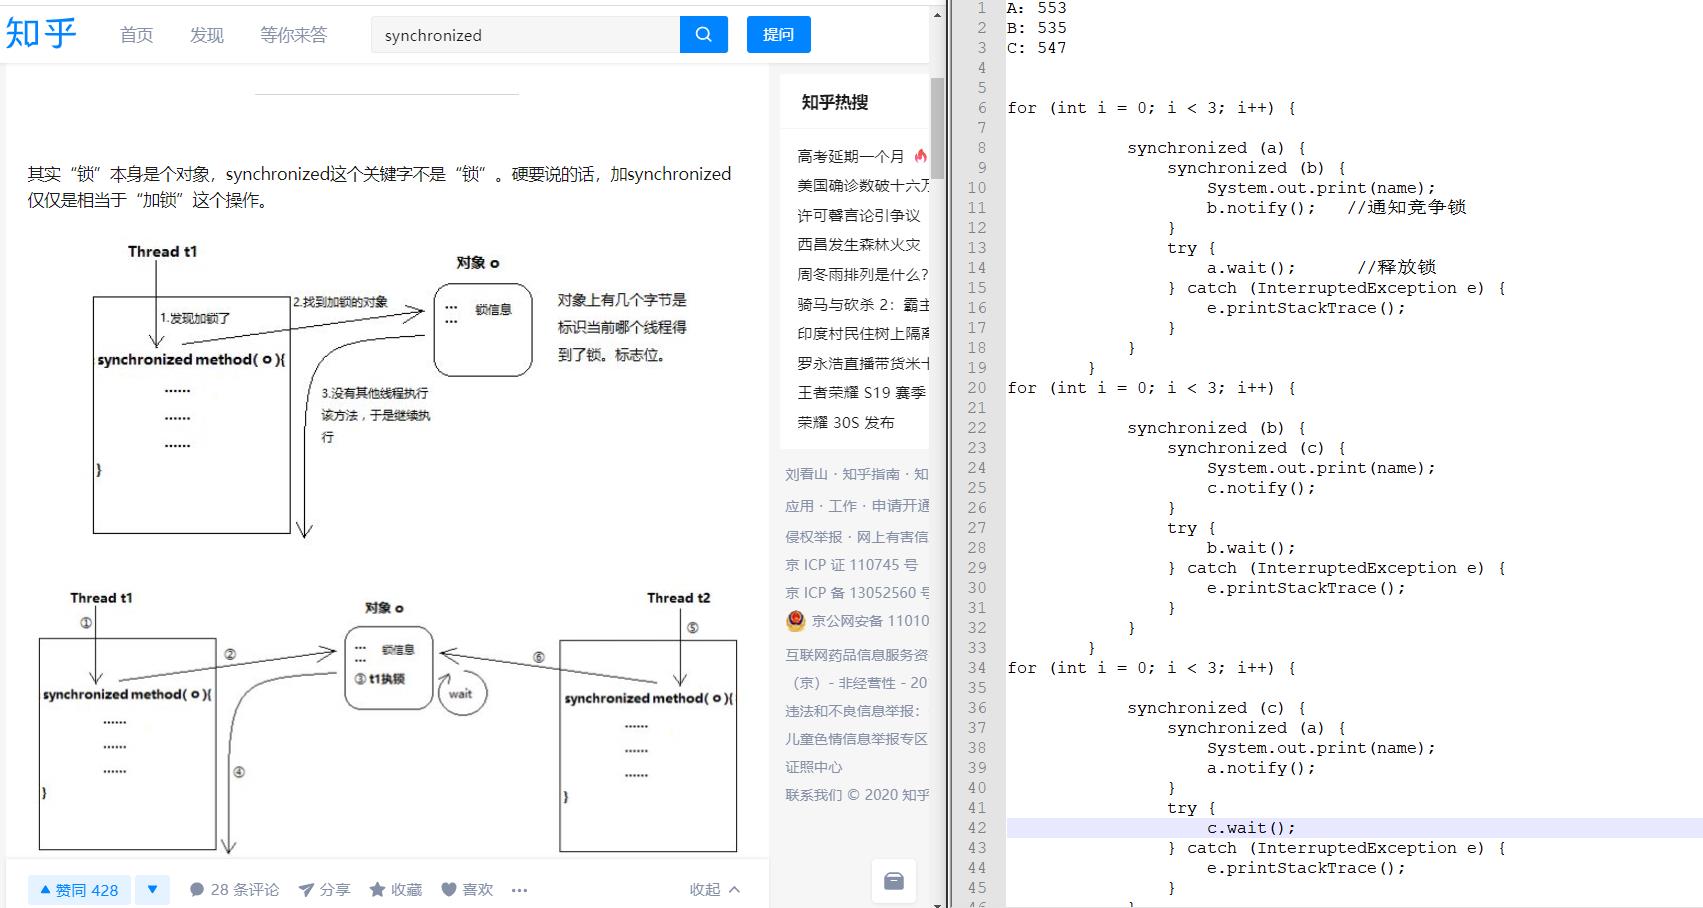 知乎
首页
发现
等你来答
synchronized
提问
其实“锁”本身是个对象，synchronized这个关键字不是“锁”。硬要说的话，加synchronized
仅仅是相当于“加锁”这个操作。
Thread t1
对象 o
1.发现加锁了
2.找到加锁的对象
...
锁信息
...
对象上有几个字节是
标识当前哪个线程得
到了锁。标志位。
synchronized method( o ){
......
......
......
}
3.没有其他线程执行
该方法，于是继续执
行
Thread t1
对象 o
Thread t2
①
②
...
锁信息
...
③ t1执锁
wait
⑤
⑥
synchronized method( o ){
......
......
......
}
④
synchronized method( o ){
......
......
......
}
赞同 428
28 条评论
分享
收藏
喜欢
...
收起
知乎热搜
高考延期一个月
美国确诊数破十六万
许可馨言论引争议
西昌发生森林火灾
周冬雨排列是什么?
骑马与砍杀 2：霸主
印度村民住树上隔离
罗永浩直播带货米
王者荣耀 S19 赛季
荣耀 30S 发布
刘看山 · 知乎指南 · 知
应用 · 工作 · 申请开通
侵权举报 · 网上有害信
京 ICP 证 110745 号
京 ICP 备 13052560 号
京公网安备 11010
互联网药品信息服务资
（京）- 非经营性 - 20
违法和不良信息举报：
儿童色情信息举报专区
证照中心
联系我们 © 2020 知乎
1 A: 553
2 B: 535
3 C: 547
4
5
6 for (int i = 0; i < 3; i++) {
7
8 synchronized (a) {
9 synchronized (b) {
10 System.out.print(name);
11 b.notify(); //通知竞争锁
12 }
13 try {
14 a.wait(); //释放锁
15 } catch (InterruptedException e) {
16 e.printStackTrace();
17 }
18 }
19 }
20 for (int i = 0; i < 3; i++) {
21
22 synchronized (b) {
23 synchronized (c) {
24 System.out.print(name);
25 c.notify();
26 }
27 try {
28 b.wait();
29 } catch (InterruptedException e) {
30 e.printStackTrace();
31 }
32 }
33 }
34 for (int i = 0; i < 3; i++) {
35
36 synchronized (c) {
37 synchronized (a) {
38 System.out.print(name);
39 a.notify();
40 }
41 try {
42 c.wait();
43 } catch (InterruptedException e) {
44 e.printStackTrace();
45 }
46 }